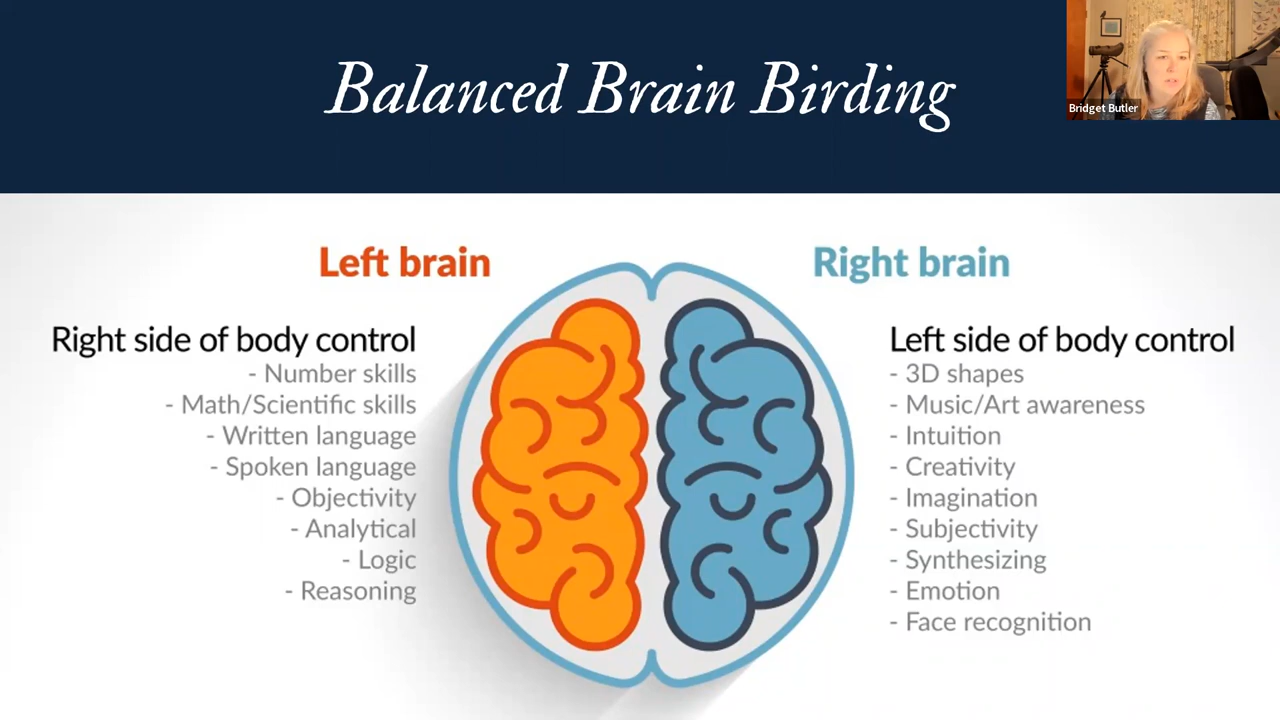 Balanced Brain Birding
Bridget Butler
Left brain
Right side of body control
- Number skills
- Math/Scientific skills
- Written language
- Spoken language
- Objectivity
- Analytical
- Logic
- Reasoning
Right brain
Left side of body control
- 3D shapes
- Music/Art awareness
- Intuition
- Creativity
- Imagination
- Subjectivity
- Synthesizing
- Emotion
- Face recognition